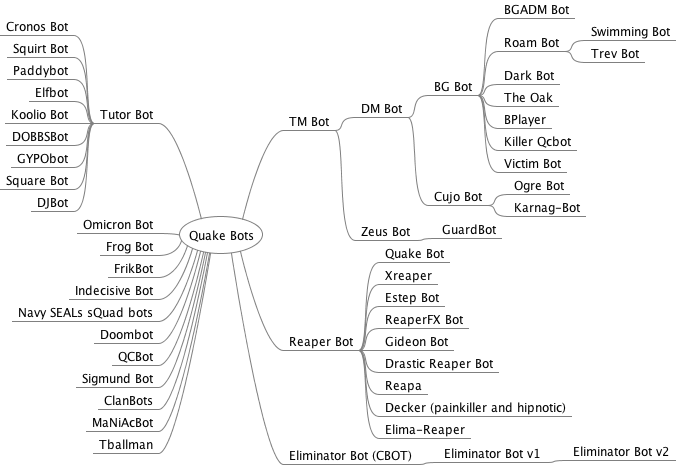 Quake Bots
Tutor Bot
Cronos Bot
Squirt Bot
Paddybot
Elfbot
Koolio Bot
DOBBSBot
GYPObot
Square Bot
DJBot
Omicron Bot
Frog Bot
FrikBot
Indecisive Bot
Navy SEALs sQuad bots
Doombot
QCBot
Sigmund Bot
ClanBots
MaNiAcBot
Tballman
TM Bot
DM Bot
BG Bot
BGADM Bot
Roam Bot
Swimming Bot
Trev Bot
Dark Bot
The Oak
BPlayer
Killer Qcbot
Victim Bot
Cujo Bot
Ogre Bot
Karnag-Bot
Zeus Bot
GuardBot
Reaper Bot
Quake Bot
Xreaper
Estep Bot
ReaperFX Bot
Gideon Bot
Drastic Reaper Bot
Reapa
Decker (painkiller and hipnotic)
Elima-Reaper
Eliminator Bot (CBOT)
Eliminator Bot v1
Eliminator Bot v2